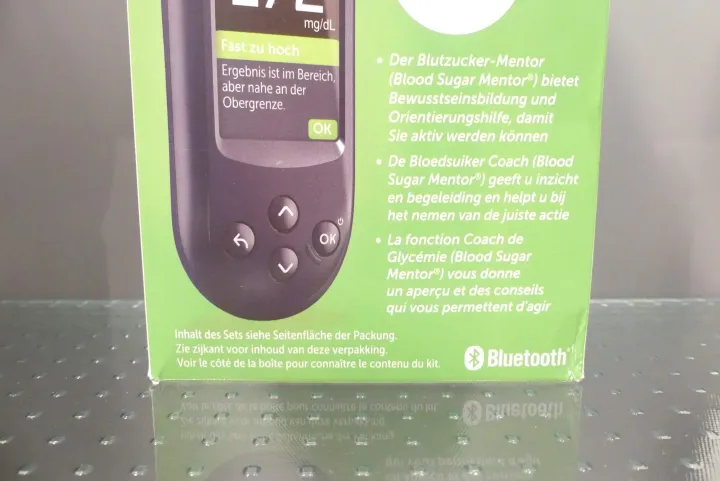 mg/dL
Fast zu hoch
Ergebnis ist im Bereich,
aber nahe an der
Obergrenze.
OK
OK
• Der Blutzucker-Mentor
(Blood Sugar Mentor®) bietet
Bewusstseinsbildung und
Orientierungshilfe, damit
Sie aktiv werden können
• De Bloedsuiker Coach (Blood
Sugar Mentor®) geeft u inzicht
en begeleiding en helpt u bij
het nemen van de juiste actie
• La fonction Coach de
Glycémie (Blood Sugar
Mentor®) vous donne
un aperçu et des conseils
qui vous permettent d'agir
Inhalt des Sets siehe Seitenfläche der Packung.
Zie zijkant voor inhoud van deze verpakking.
Voir le côté de la boîte pour connaître le contenu du kit.
Bluetooth®